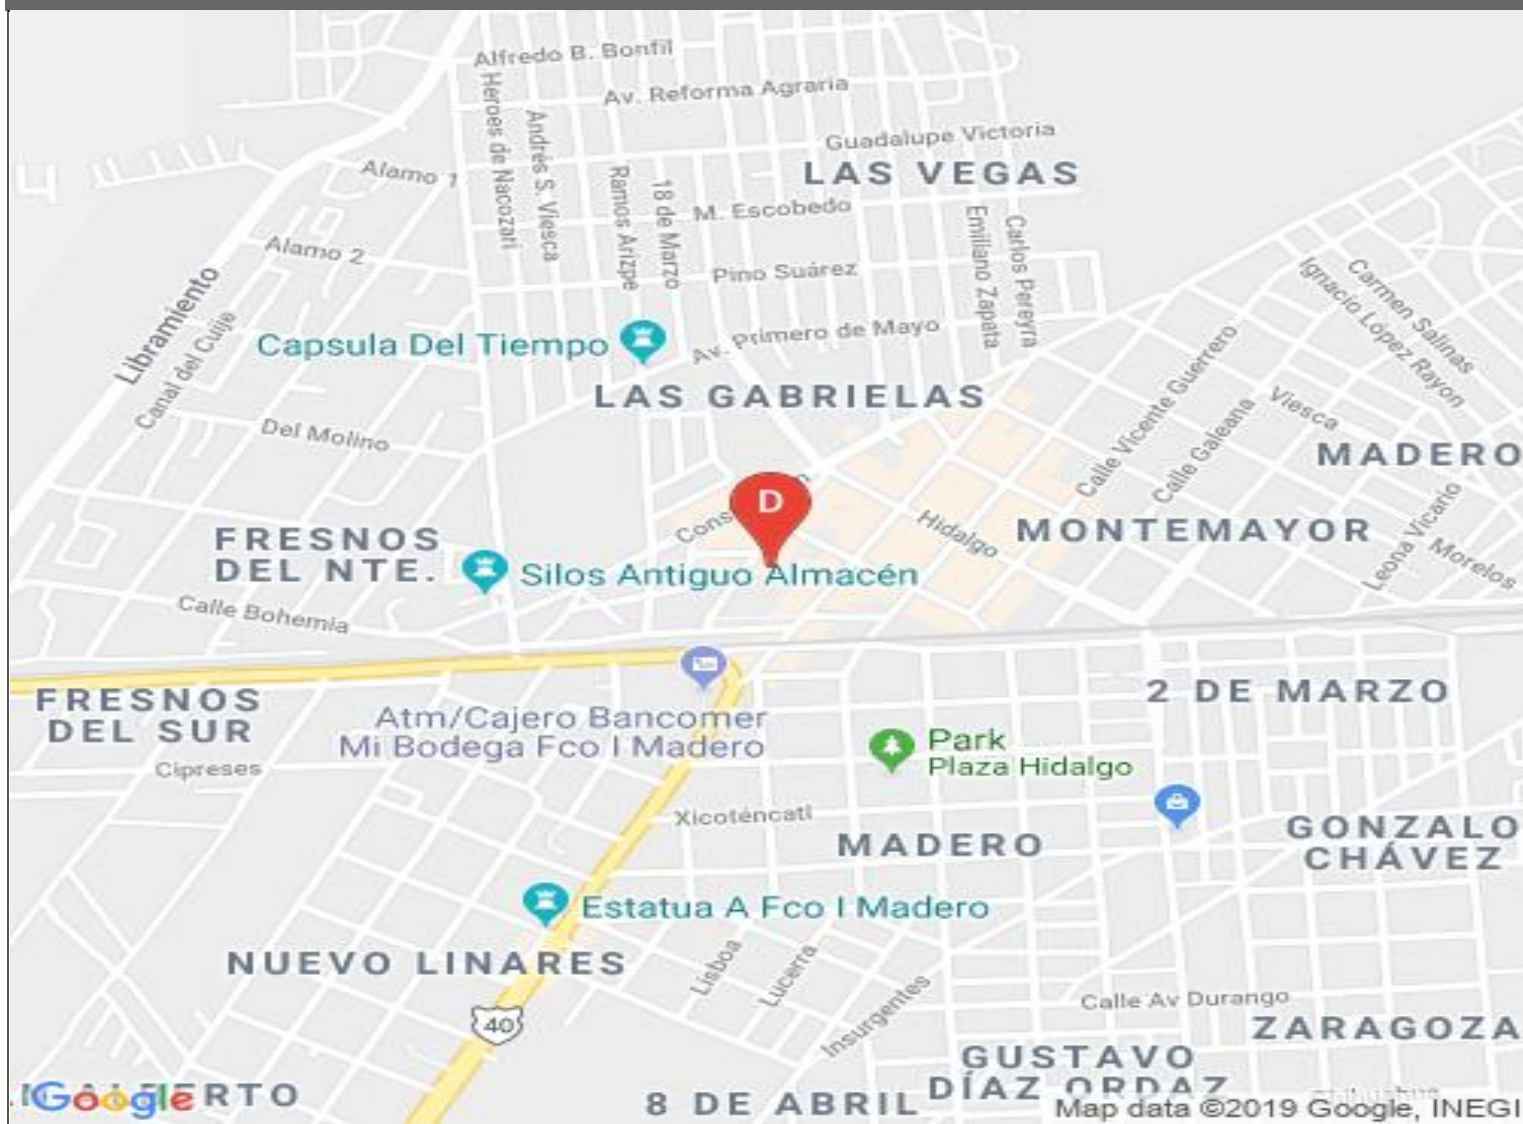 Alfredo B. Bonfil
Av. Reforma Agraria
Heroes de Nacozari
Andrés S. Viesca
Guadalupe Victoria
LAS VEGAS
Alamo 1
Ramos Arizpe
18 de Marzo
M. Escobedo
Emiliano Zapata
Carlos Pereyra
Alamo 2
Pino Suárez
Libramiento
Canal del Cuije
Carmen Salinas
Ignacio López Rayon
Capsula Del Tiempo
Av. Primero de Mayo
LAS GABRIELAS
Calle Vicente Guerrero
Calle Galeana
Viesca
Del Molino
MADERO
D
Hidalgo
MONTEMAYOR
Leona Vicario
Morelos
FRESNOS
DEL NTE.
Silos Antiguo Almacén
Calle Bohemia
FRESNOS
DEL SUR
Atm/Cajero Bancomer
Mi Bodega Fco I Madero
2 DE MARZO
Park
Plaza Hidalgo
Cipreses
Xicoténcatl
MADERO
GONZALO
CHÁVEZ
Estatua A Fco I Madero
NUEVO LINARES
Lisboa
Lucerra
Insurgentes
Calle Av Durango
40
ZARAGOZA
GUSTAVO
DÍAZ ORDAZ
8 DE ABRIL
Google
Map data ©2019 Google, INEGI